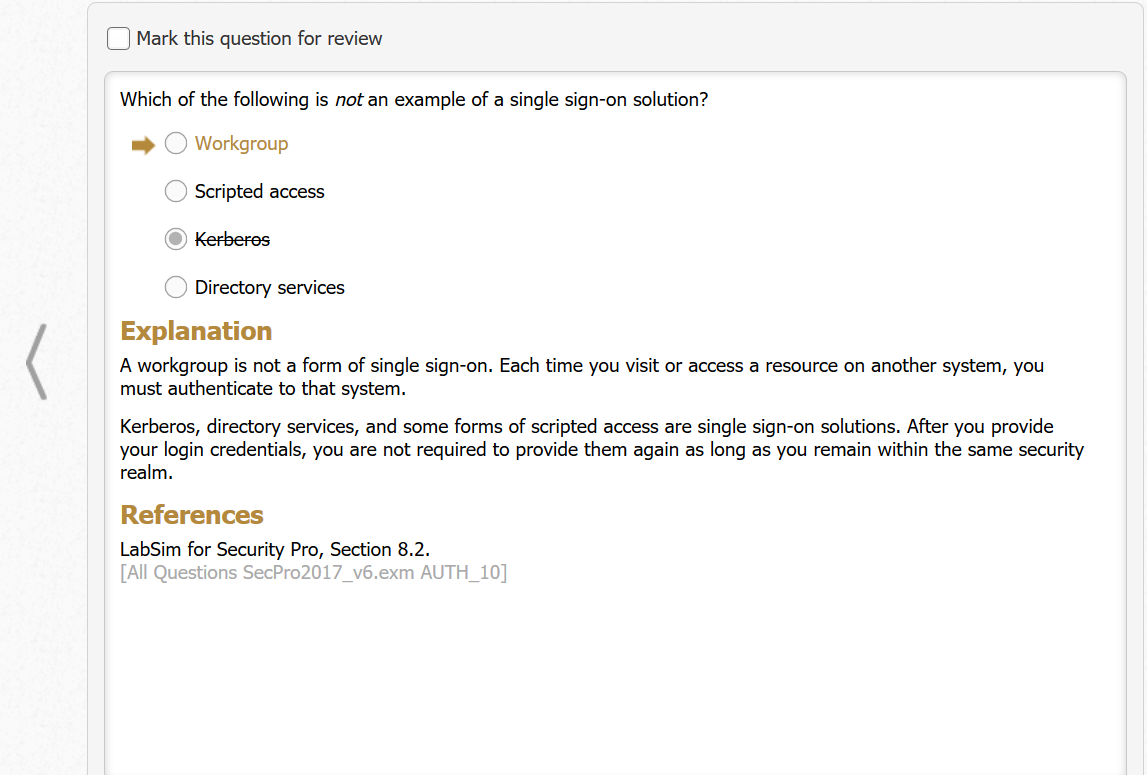 Mark this question for review
Which of the following is not an example of a single sign-on solution?
Workgroup
Scripted access
Kerberos
Directory services
Explanation
A workgroup is not a form of single sign-on. Each time you visit or access a resource on another system, you
must authenticate to that system.
Kerberos, directory services, and some forms of scripted access are single sign-on solutions. After you provide
your login credentials, you are not required to provide them again as long as you remain within the same security
realm.
References
LabSim for Security Pro, Section 8.2.
[All Questions SecPro2017_v6.exm AUTH_10]